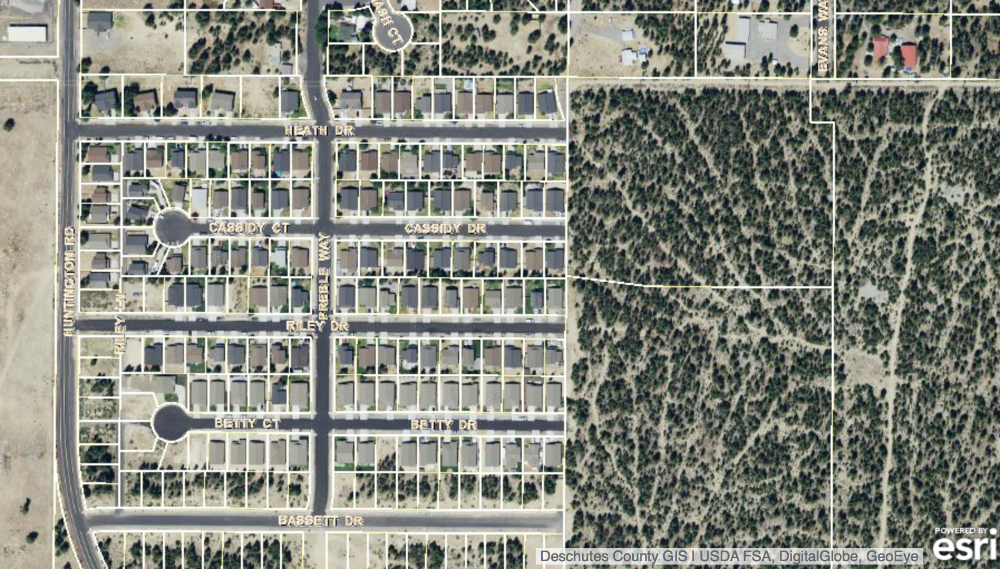 NASH CT
EVANS WA
HEATH DR
CASSIDY CT
CASSIDY DR
HUNTINGTON RD
PREBLE WAY
RILEY LN
RILEY DR
BETTY CT
BETTY DR
BASSETT DR
POWERED BY
esri
Deschutes County GIS | USDA FSA, DigitalGlobe, GeoEye